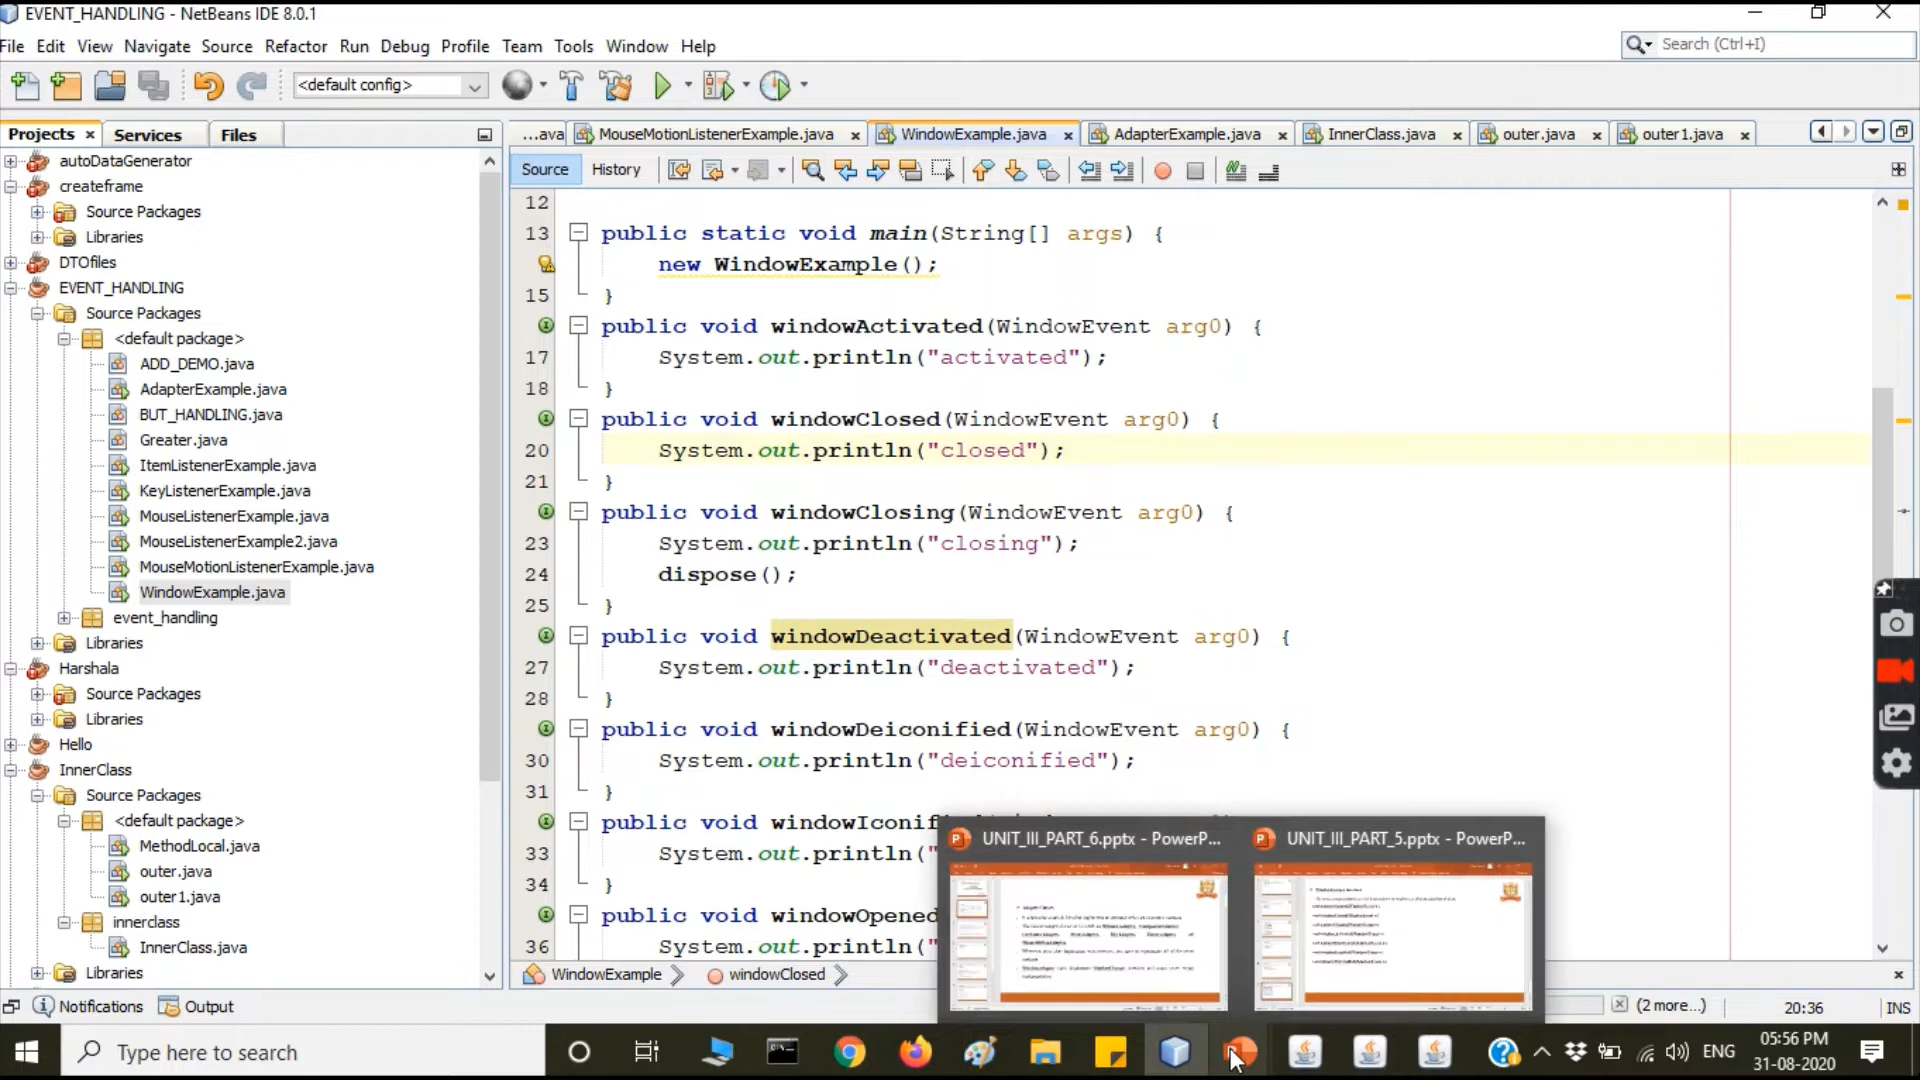 EVENT_HANDLING - NetBeans IDE 8.0.1
File Edit View Navigate Source Refactor Run Debug Profile Team Tools Window Help
Search (Ctrl+I)
<default config>
Projects Services Files
...ava MouseMotionListenerExample.java WindowExample.java AdapterExample.java InnerClass.java outer.java outer1.java
Source History
autoDataGenerator
createframe
Source Packages
Libraries
DTOfiles
EVENT_HANDLING
Source Packages
<default package>
ADD_DEMO.java
AdapterExample.java
BUT_HANDLING.java
Greater.java
ItemListenerExample.java
KeyListenerExample.java
MouseListenerExample.java
MouseListenerExample2.java
MouseMotionListenerExample.java
WindowExample.java
event_handling
Libraries
Harshala
Source Packages
Libraries
Hello
InnerClass
Source Packages
<default package>
MethodLocal.java
outer.java
outer1.java
innerclass
InnerClass.java
Libraries
12
13 public static void main(String[] args) {
new WindowExample();
15 }
public void windowActivated(WindowEvent arg0) {
17 System.out.println("activated");
18 }
public void windowClosed(WindowEvent arg0) {
20 System.out.println("closed");
21 }
public void windowClosing(WindowEvent arg0) {
23 System.out.println("closing");
24 dispose();
25 }
public void windowDeactivated(WindowEvent arg0) {
27 System.out.println("deactivated");
28 }
public void windowDeiconified(WindowEvent arg0) {
30 System.out.println("deiconified");
31 }
public void windowIconif
33 System.out.println("
34 }
public void windowOpened
36 System.out.println("
WindowExample windowClosed
UNIT_III_PART_6.pptx - PowerP...
UNIT_III_PART_5.pptx - PowerP...
Notifications Output
(2 more...) 20:36 INS
Type here to search
ENG
05:56 PM
31-08-2020